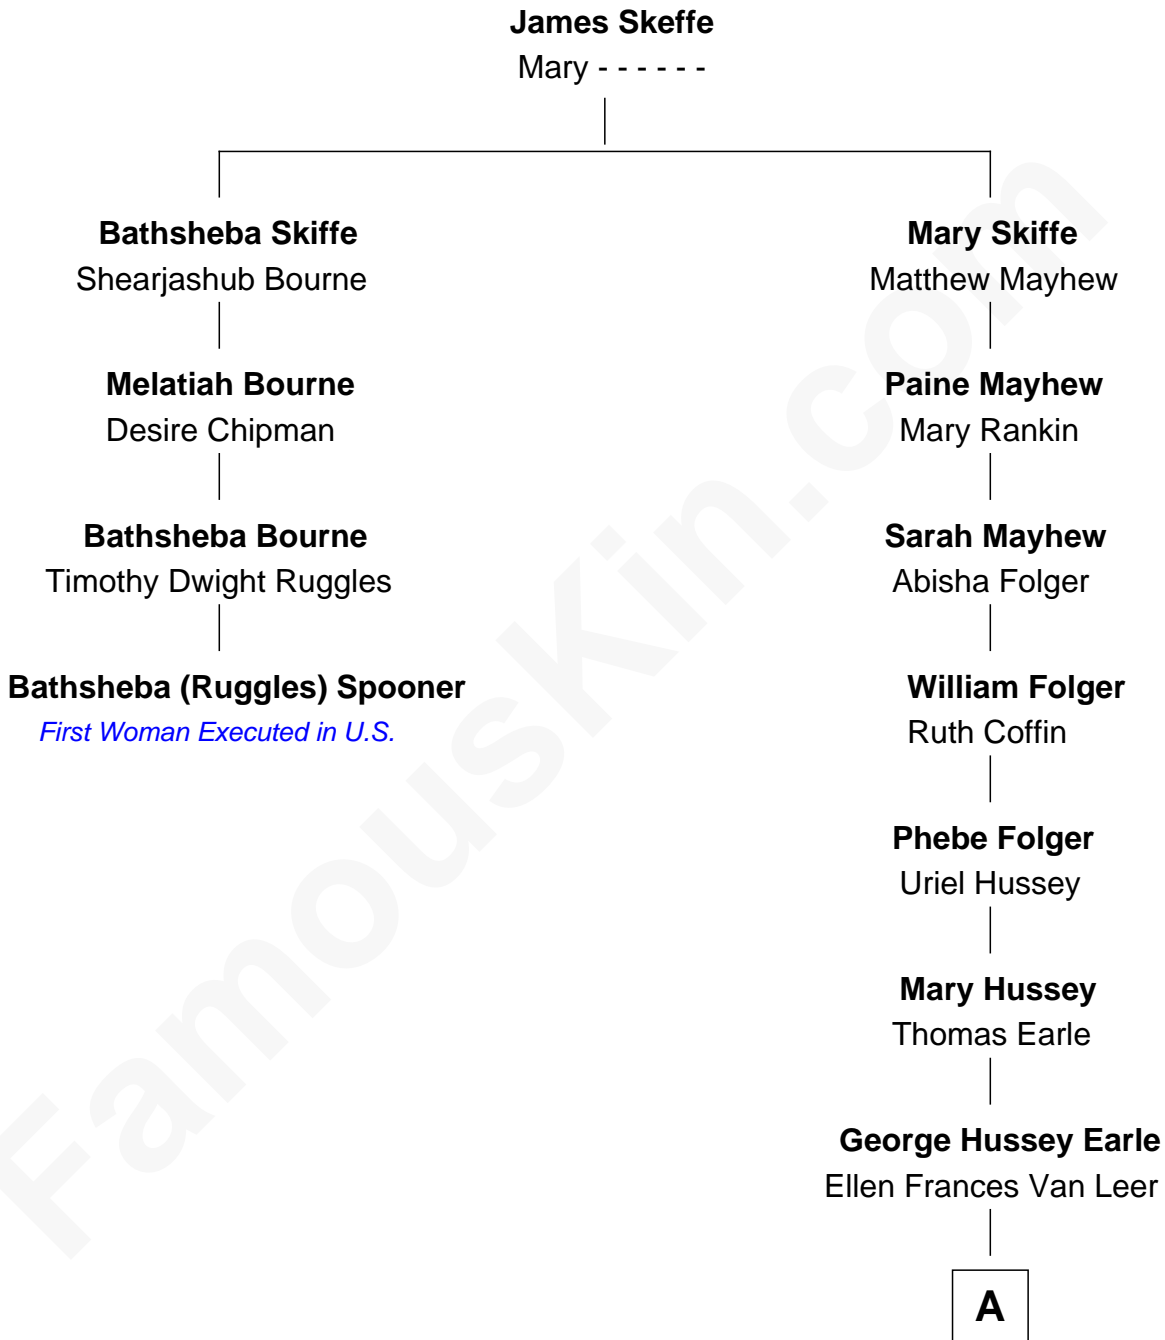 James Skeffe
Mary - - - - - -
Bathsheba Skiffe
Shearjashub Bourne
Mary Skiffe
Matthew Mayhew
Melatiah Bourne
Desire Chipman
Paine Mayhew
Mary Rankin
Bathsheba Bourne
Timothy Dwight Ruggles
Sarah Mayhew
Abisha Folger
Bathsheba (Ruggles) Spooner
First Woman Executed in U.S.
William Folger
Ruth Coffin
Phebe Folger
Uriel Hussey
Mary Hussey
Thomas Earle
George Hussey Earle
Ellen Frances Van Leer
A
FamousKin.com